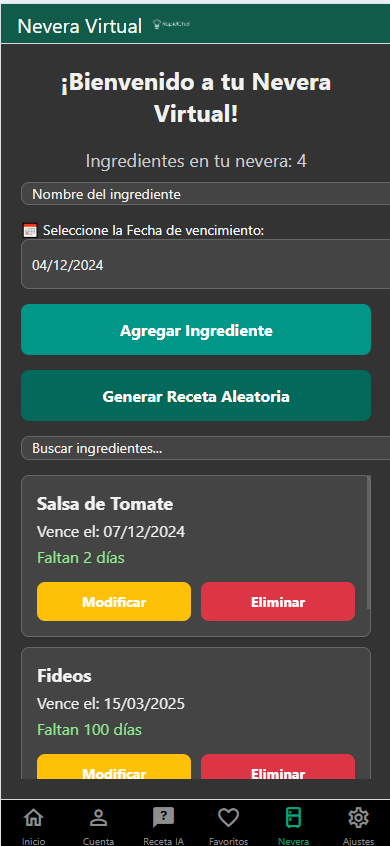 Nevera Virtual RapidChef
¡Bienvenido a tu Nevera
Virtual!
Ingredientes en tu nevera: 4
Nombre del ingrediente
Seleccione la Fecha de vencimiento:
04/12/2024
Agregar Ingrediente
Generar Receta Aleatoria
Buscar ingredientes...
Salsa de Tomate
Vence el: 07/12/2024
Faltan 2 días
Modificar Eliminar
Fideos
Vence el: 15/03/2025
Faltan 100 días
Modificar Eliminar
Inicio Cuenta Receta IA Favoritos Nevera Ajustes